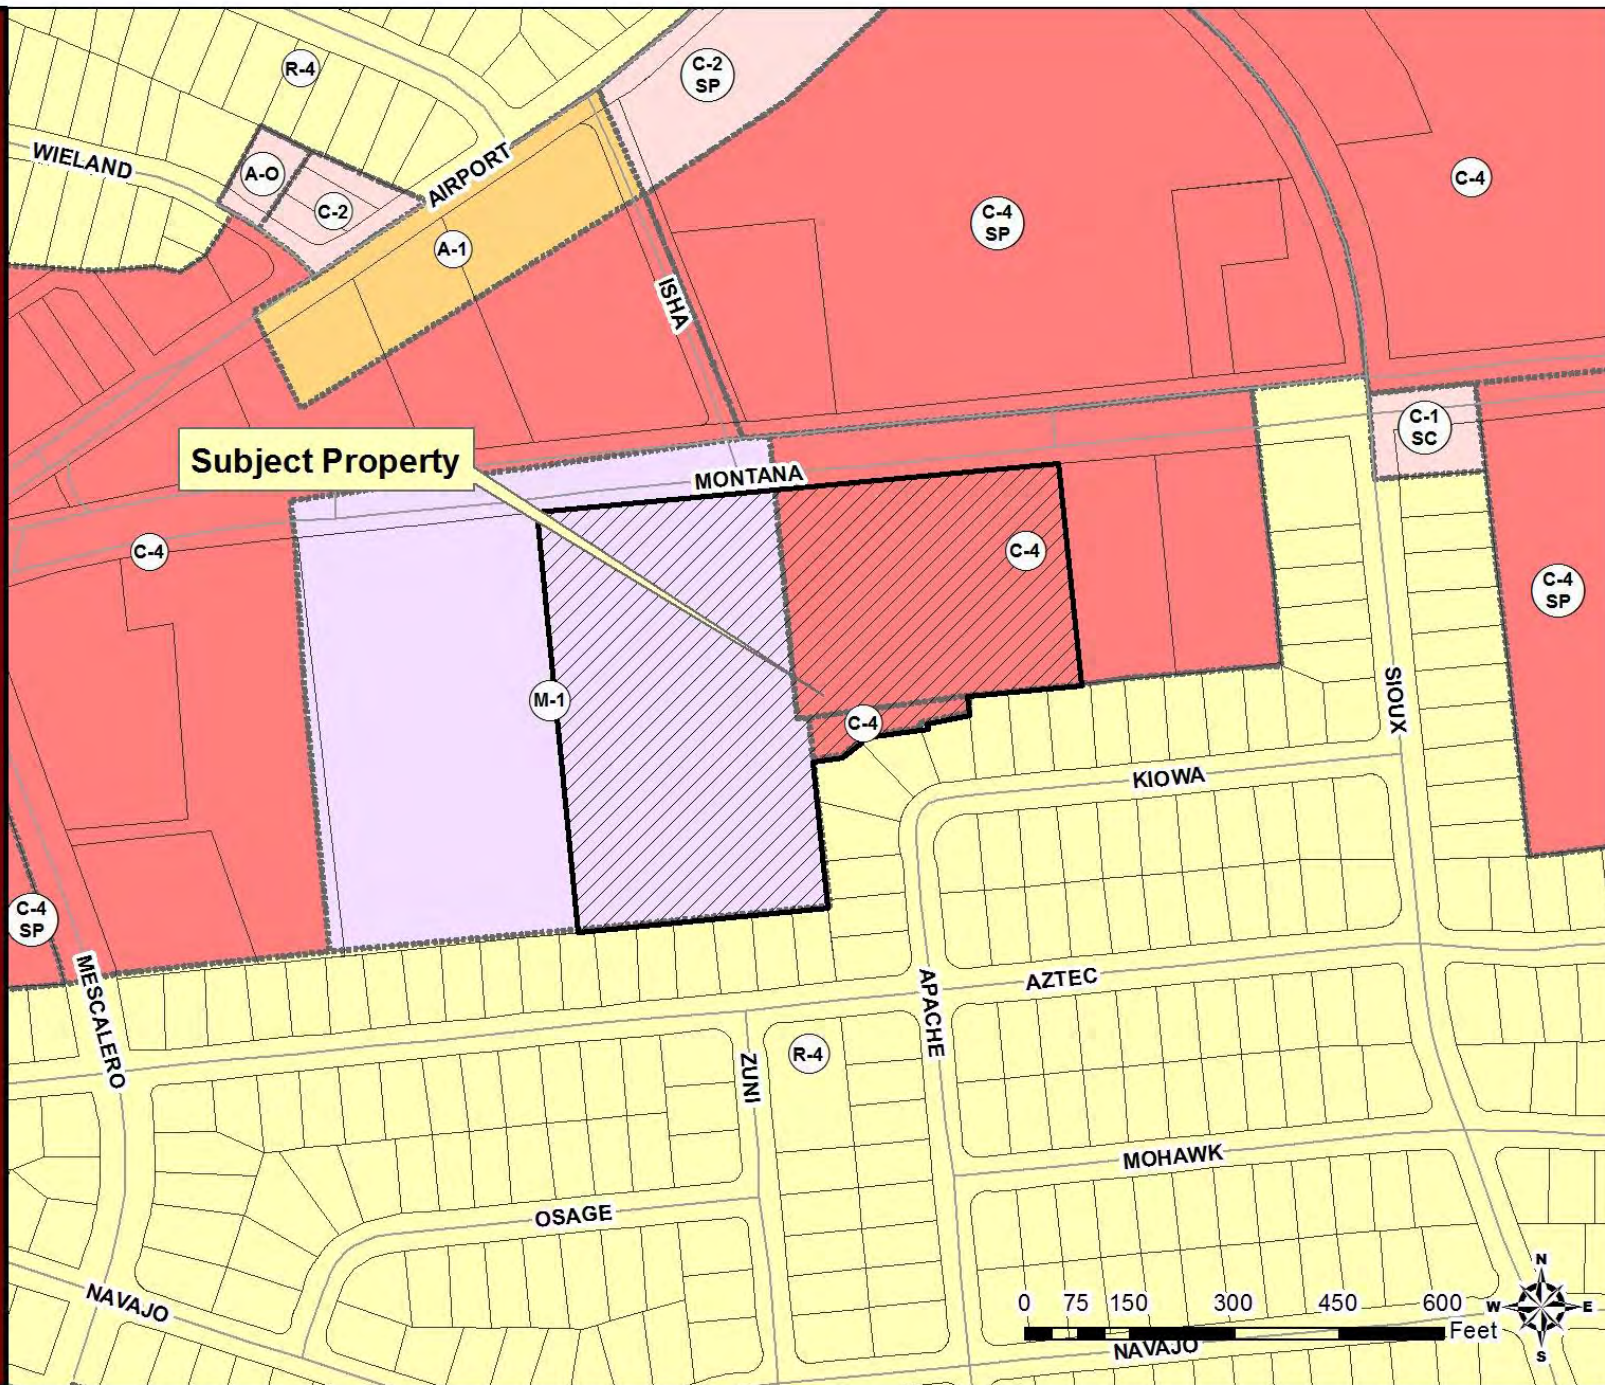 R-4
C-2
SP
WIELAND
A-O
AIRPORT
C-2
C-4
C-4
SP
A-1
ISHA
C-1
SC
Subject Property
MONTANA
C-4
C-4
C-4
SP
M-1
SIOUX
C-4
KIOWA
C-4
SP
MESCALERO
APACHE
AZTEC
ZUNI
R-4
MOHAWK
OSAGE
NAVAJO
N
W
E
S
0 75 150 300 450 600
Feet
NAVAJO